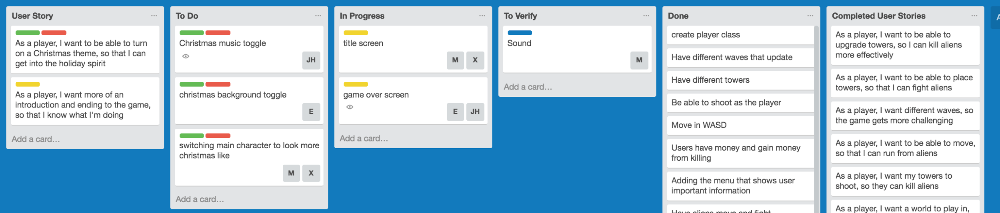 User Story
As a player, I want to be able to turn
on a Christmas theme, so that I can
get into the holiday spirit
As a player, I want more of an
introduction and ending to the game,
so that I know what I'm doing
Add a card...
To Do
Christmas music toggle
JH
christmas background toggle
E
switching main character to look more
christmas like
M X
Add a card...
In Progress
title screen
M X
game over screen
E JH
Add a card...
To Verify
Sound
M
Add a card...
Done
create player class
Have different waves that update
Have different towers
Be able to shoot as the player
Move in WASD
Users have money and gain money
from killing
Adding the menu that shows user
important information
Have aliens move and fight
Completed User Stories
As a player, I want to be able to
upgrade towers, so I can kill aliens
more effectively
As a player, I want to be able to place
towers, so that I can fight aliens
As a player, I want different waves, so
the game gets more challenging
As a player, I want to be able to move,
so that I can run from aliens
As a player, I want my towers to
shoot, so they can kill aliens
As a player, I want a world to play in,